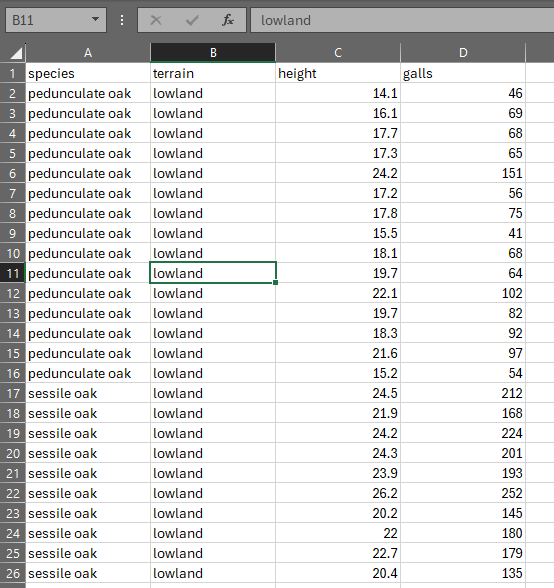 B11 fx lowland
A B C D
1 species terrain height galls
2 pedunculate oak lowland 14.1 46
3 pedunculate oak lowland 16.1 69
4 pedunculate oak lowland 17.7 68
5 pedunculate oak lowland 17.3 65
6 pedunculate oak lowland 24.2 151
7 pedunculate oak lowland 17.2 56
8 pedunculate oak lowland 17.8 75
9 pedunculate oak lowland 15.5 41
10 pedunculate oak lowland 18.1 68
11 pedunculate oak lowland 19.7 64
12 pedunculate oak lowland 22.1 102
13 pedunculate oak lowland 19.7 82
14 pedunculate oak lowland 18.3 92
15 pedunculate oak lowland 21.6 97
16 pedunculate oak lowland 15.2 54
17 sessile oak lowland 24.5 212
18 sessile oak lowland 21.9 168
19 sessile oak lowland 24.2 224
20 sessile oak lowland 24.3 201
21 sessile oak lowland 23.9 193
22 sessile oak lowland 26.2 252
23 sessile oak lowland 20.2 145
24 sessile oak lowland 22 180
25 sessile oak lowland 22.7 179
26 sessile oak lowland 20.4 135